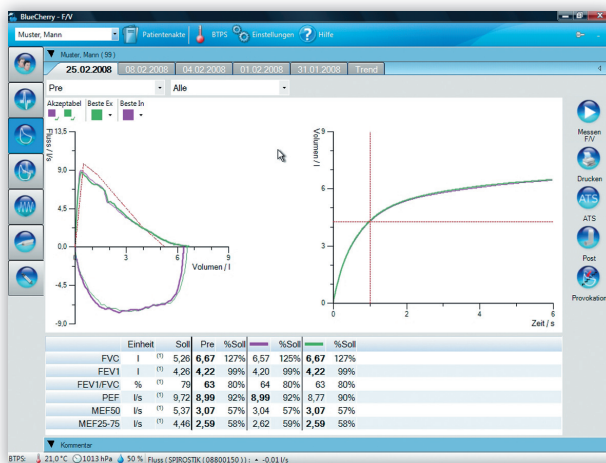 BlueCherry - F/V
Muster, Mann Patientenakte BTPS Einstellungen Hilfe
Muster, Mann ( 99 )
25.02.2008 08.02.2008 04.02.2008 01.02.2008 31.01.2008 Trend
Pre Alle
Akzeptabel Beste Ex Beste In
Fluss / l/s
13,5
9,0
4,5
0,0
-4,5
-9,0
0 3 6 9
Volumen / l
Volumen / l
9
6
3
0
0 2 4 6
Zeit / s
Messen
F/V
Drucken
ATS
ATS
Post
Provokation
Einheit Soll Pre %Soll %Soll %Soll
FVC l (1) 5,26 6,67 127% 6,57 125% 6,67 127%
FEV1 l (1) 4,26 4,22 99% 4,20 99% 4,22 99%
FEV1/FVC % (1) 79 63 80% 64 80% 63 80%
PEF l/s (1) 9,72 8,99 92% 8,99 92% 8,77 90%
MEF50 l/s (1) 5,37 3,07 57% 3,04 57% 3,07 57%
MEF25-75 l/s (1) 4,46 2,59 58% 2,62 59% 2,59 58%
Kommentar
BTPS: 21,0 °C 1013 hPa 50 % Fluss ( SPIROSTIK ( 08800150 ) ) : - -0.01 l/s